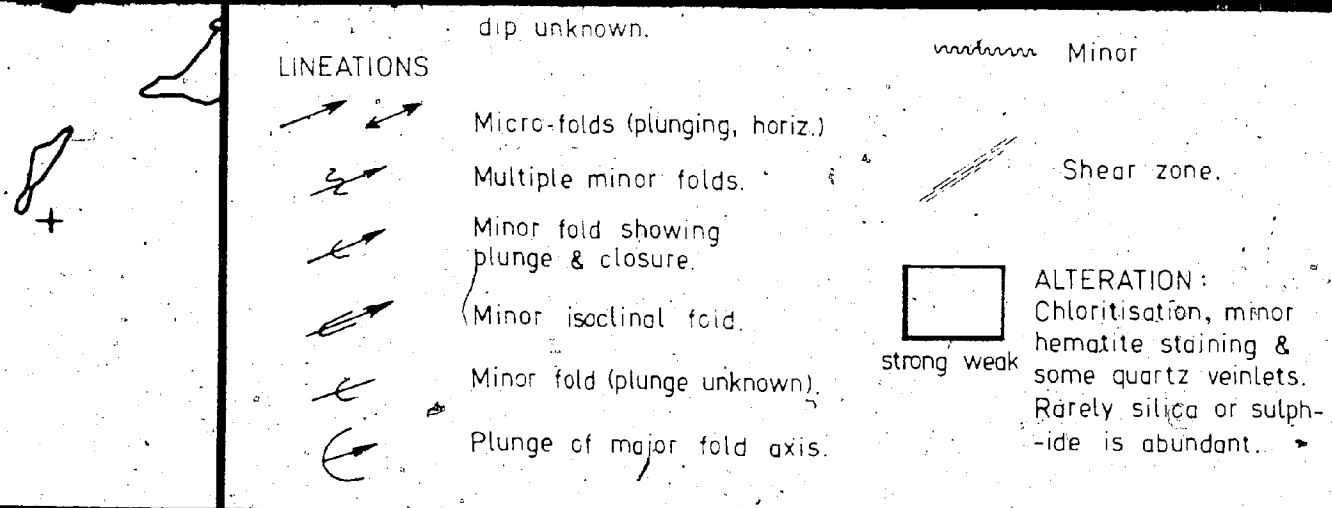 dip unknown.
LINEATIONS
Micro-folds (plunging, horiz.)
Multiple minor folds.
Minor fold showing
plunge & closure.
Minor isoclinal fold.
Minor fold (plunge unknown).
Plunge of major fold axis.
Minor
Shear zone.
strong weak
ALTERATION:
Chloritisation, minor
hematite staining &
some quartz veinlets.
Rarely silica or sulph-
-ide is abundant.